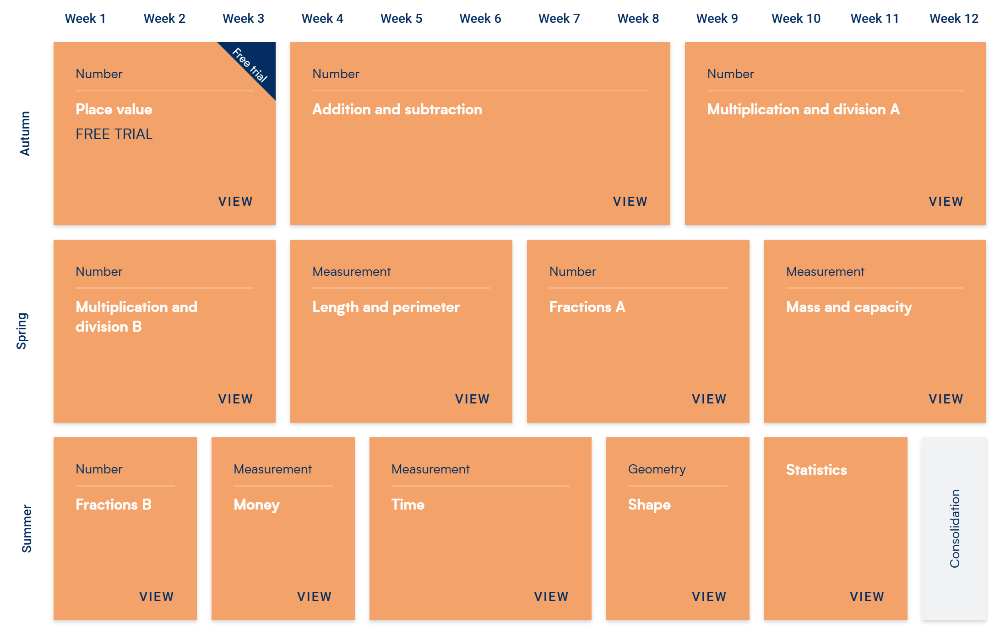 Week 1 Week 2 Week 3 Week 4 Week 5 Week 6 Week 7 Week 8 Week 9 Week 10 Week 11 Week 12
Autumn
Number
Free trial
Place value
FREE TRIAL
VIEW
Number
Addition and subtraction
VIEW
Number
Multiplication and division A
VIEW
Spring
Number
Multiplication and
division B
VIEW
Measurement
Length and perimeter
VIEW
Number
Fractions A
VIEW
Measurement
Mass and capacity
VIEW
Summer
Number
Fractions B
VIEW
Measurement
Money
VIEW
Measurement
Time
VIEW
Geometry
Shape
VIEW
Statistics
VIEW
Consolidation